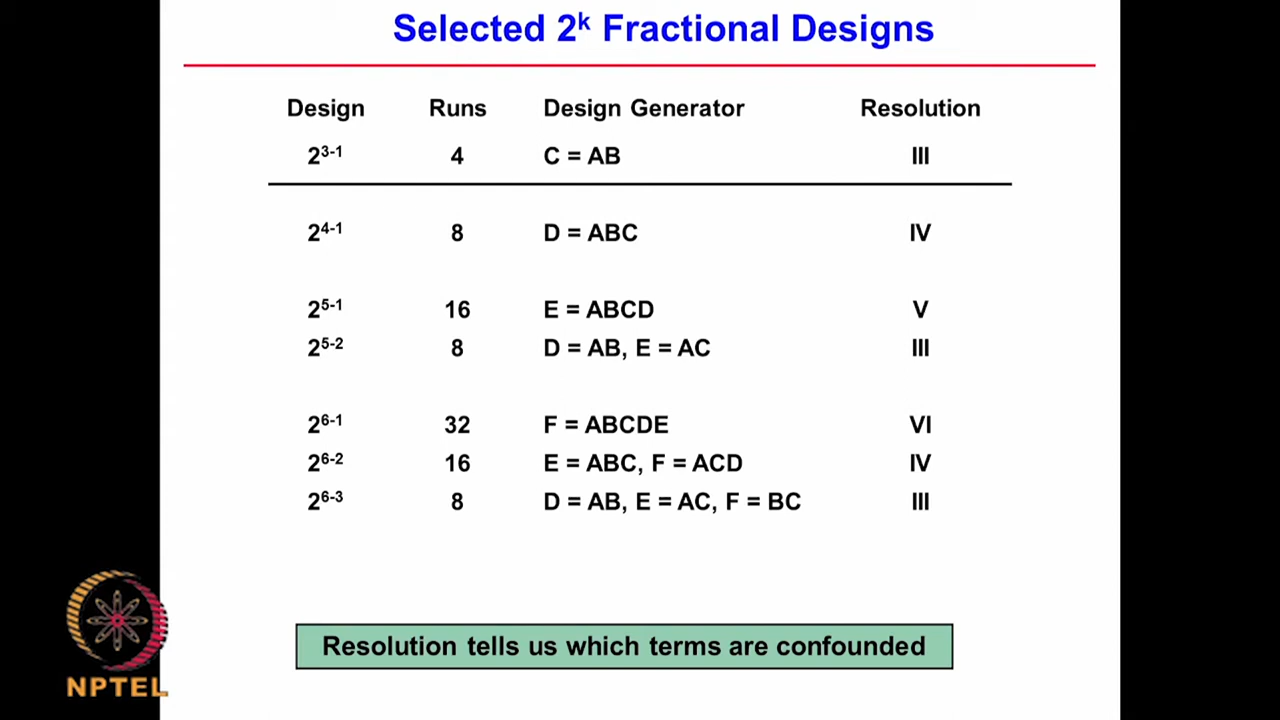 Selected 2ᵏ Fractional Designs
Design Runs Design Generator Resolution
2³⁻¹ 4 C = AB III
2⁴⁻¹ 8 D = ABC IV
2⁵⁻¹ 16 E = ABCD V
2⁵⁻² 8 D = AB, E = AC III
2⁶⁻¹ 32 F = ABCDE VI
2⁶⁻² 16 E = ABC, F = ACD IV
2⁶⁻³ 8 D = AB, E = AC, F = BC III
Resolution tells us which terms are confounded
NPTEL